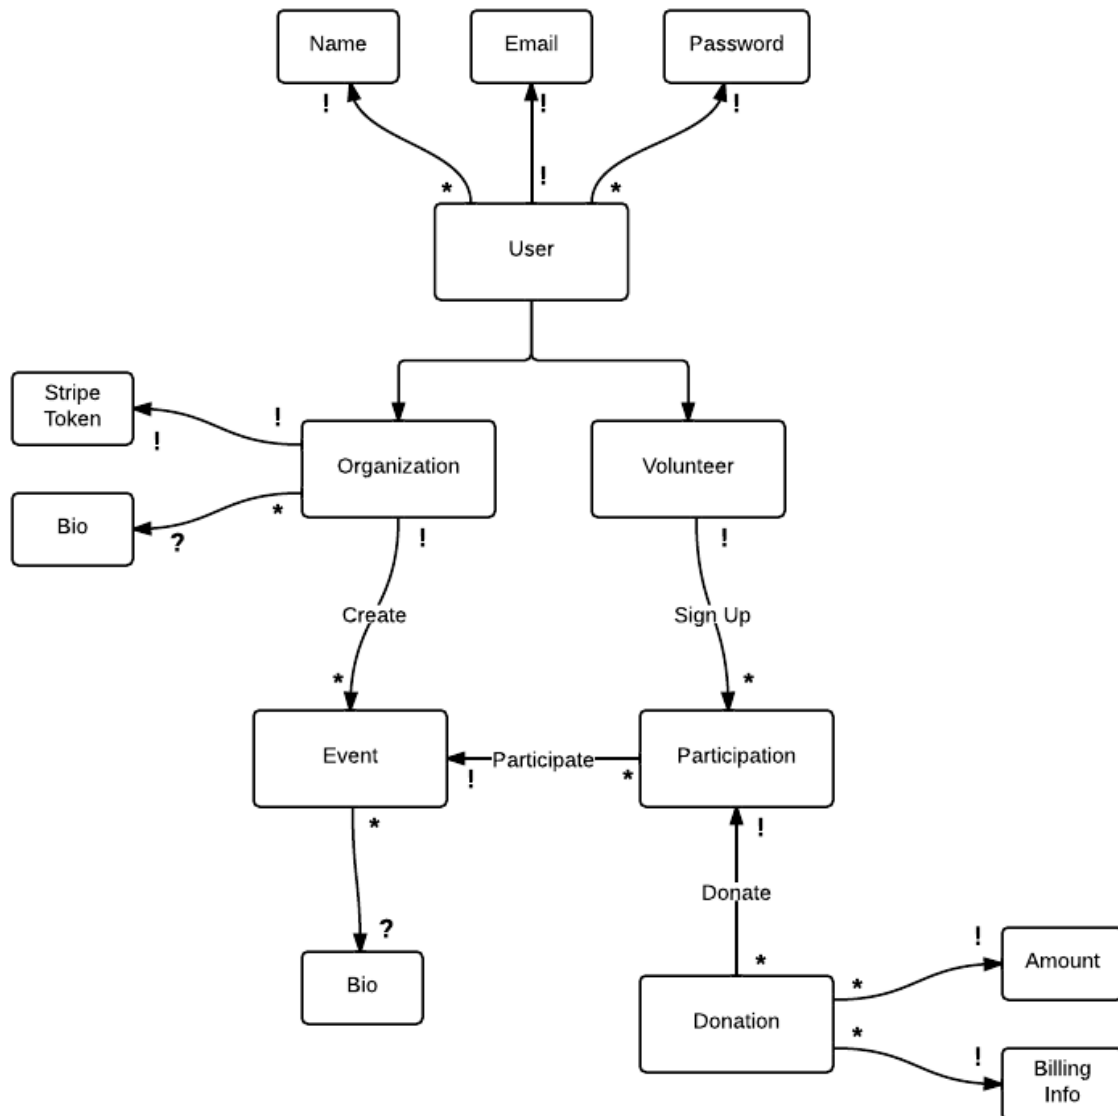 Name
Email
Password
!
!
!
*
!
*
User
Stripe
Token
!
!
Organization
Volunteer
Bio
*
?
!
!
Create
Sign Up
*
*
Event
Participate
Participation
!
*
*
!
Donate
?
Bio
*
!
Amount
*
Donation
*
!
Billing
Info